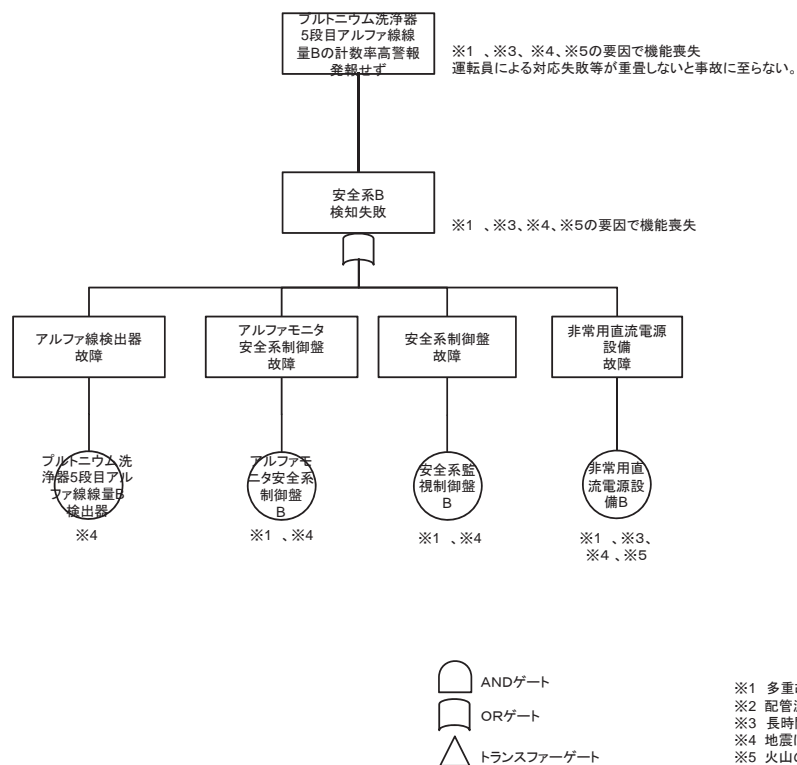 プルトニウム洗浄器
5段目アルファ線線
量Bの計数率高警報
発報せず
※1 、※3、※4、※5の要因で機能喪失
運転員による対応失敗等が重畳しないと事故に至らない。
安全系B
検知失敗
※1 、※3、※4、※5の要因で機能喪失
アルファ線検出器
故障
アルファモニタ
安全系制御盤
故障
安全系制御盤
故障
非常用直流電源
設備
故障
プルトニウム洗
浄器5段目アル
ファ線線量B
検出器
アルファモ
ニタ安全系
制御盤
B
安全系監
視制御盤
B
非常用直
流電源設
備B
※4
※1 、※4
※1 、※4
※1 、※3、
※4 、※5
ANDゲート
ORゲート
トランスファーゲート
※1 多重
※2 配管
※3 長時
※4 地震
※5 火山